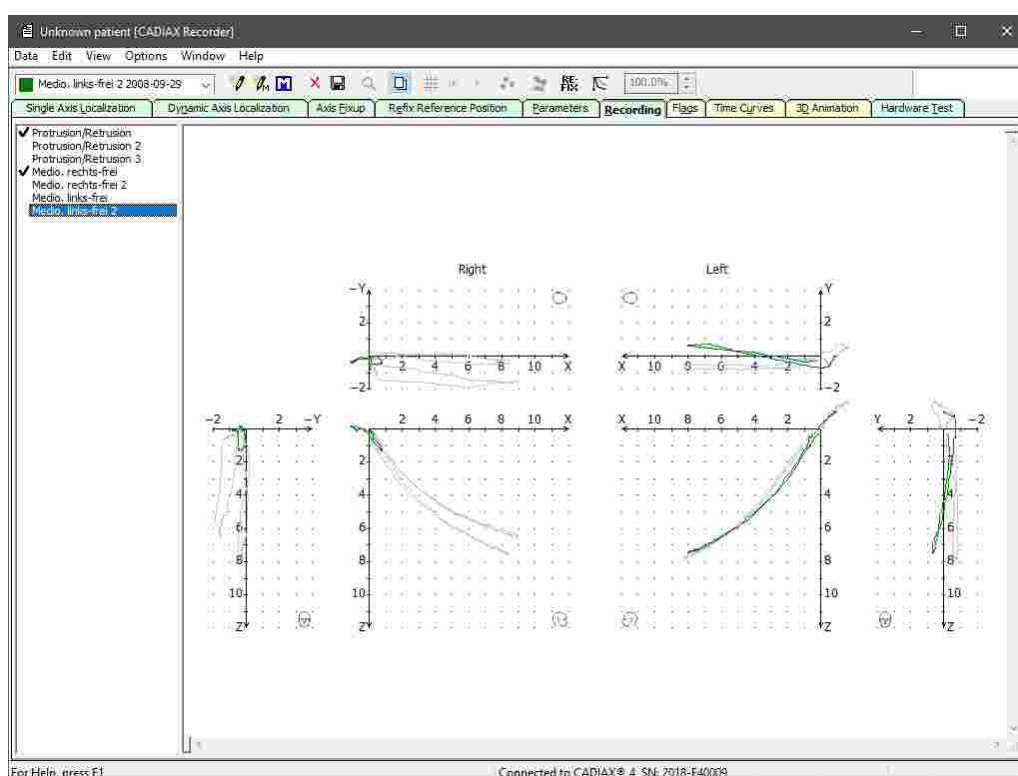 Unknown patient [CADIAX Recorder]
Data Edit View Options Window Help
Medio. links-frei 2 2008-09-29
RE:
FIX
100.0%
Single Axis Localization Dynamic Axis Localization Axis Fixup Refix Reference Position Parameters Recording Flags Time Curves 3D Animation Hardware Test
Protrusion/Retrusion
Protrusion/Retrusion 2
Protrusion/Retrusion 3
Medio. rechts-frei
Medio. rechts-frei 2
Medio. links-frei
Medio. links-frei 2
Right Left
-Y Y
2 2
2 4 6 8 10 X X 10 8 6 4 2
-2 -2
-2 2 -Y 2 4 6 8 10 X X 10 8 6 4 2 Y 2 -2
2 2 2 2
4 4 4 4
6 6 6 6
8 8 8 8
10 10 10 10
Z Z Z Z
For Help, press F1 Connected to CADIAX® 4, SN: 2018-E40009